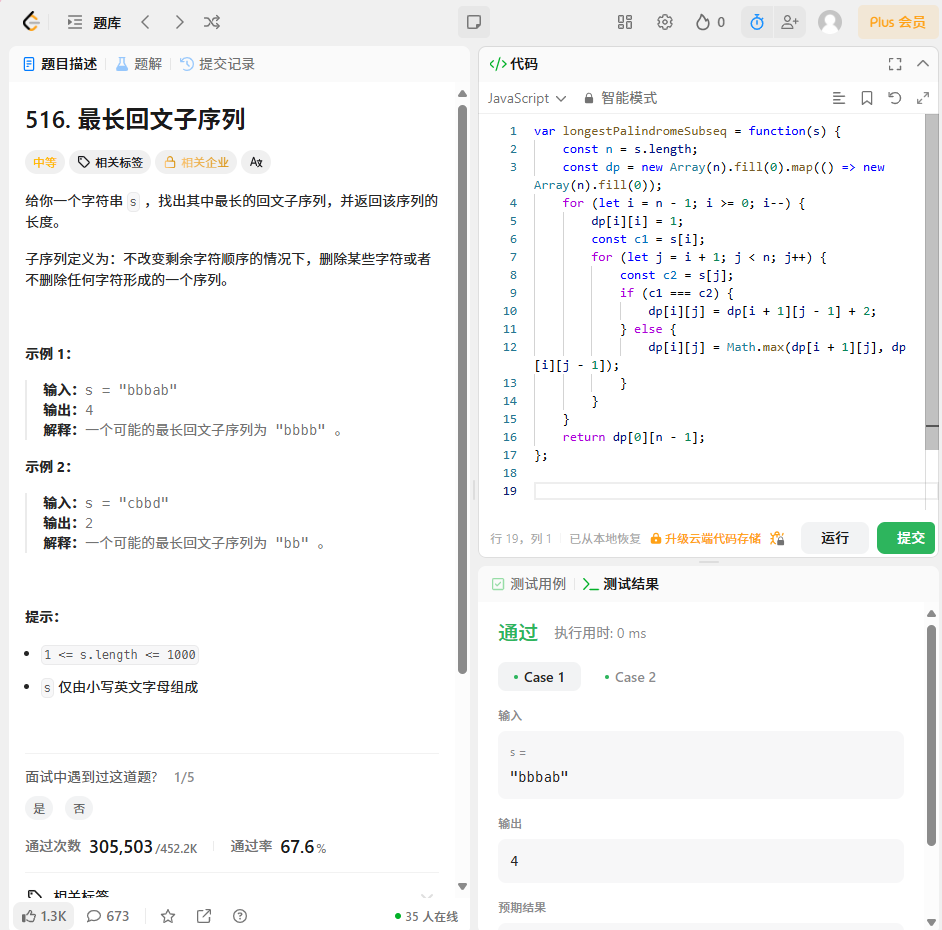 题库
0
Plus 会员
题目描述
题解
提交记录
516. 最长回文子序列
中等
相关标签
相关企业
给你一个字符串 s ，找出其中最长的回文子序列，并返回该序列的
长度。
子序列定义为：不改变剩余字符顺序的情况下，删除某些字符或者
不删除任何字符形成的一个序列。
示例 1：
输入：s = "bbbab"
输出：4
解释：一个可能的最长回文子序列为 "bbbb" 。
示例 2：
输入：s = "cbbd"
输出：2
解释：一个可能的最长回文子序列为 "bb" 。
提示：
1 <= s.length <= 1000
s 仅由小写英文字母组成
面试中遇到过这道题? 1/5
是
否
通过次数 305,503/452.2K
通过率 67.6%
相关标签
1.3K
673
35 人在线
</> 代码
JavaScript
智能模式
1 var longestPalindromeSubseq = function(s) {
2 const n = s.length;
3 const dp = new Array(n).fill(0).map(() => new
Array(n).fill(0));
4 for (let i = n - 1; i >= 0; i--) {
5 dp[i][i] = 1;
6 const c1 = s[i];
7 for (let j = i + 1; j < n; j++) {
8 const c2 = s[j];
9 if (c1 === c2) {
10 dp[i][j] = dp[i + 1][j - 1] + 2;
11 } else {
12 dp[i][j] = Math.max(dp[i + 1][j], dp
[i][j - 1]);
13 }
14 }
15 }
16 return dp[0][n - 1];
17 };
18
19
行 19，列 1
已从本地恢复
升级云端代码存储
运行
提交
测试用例
测试结果
通过
执行用时: 0 ms
Case 1
Case 2
输入
s =
"bbbab"
输出
4
预期结果